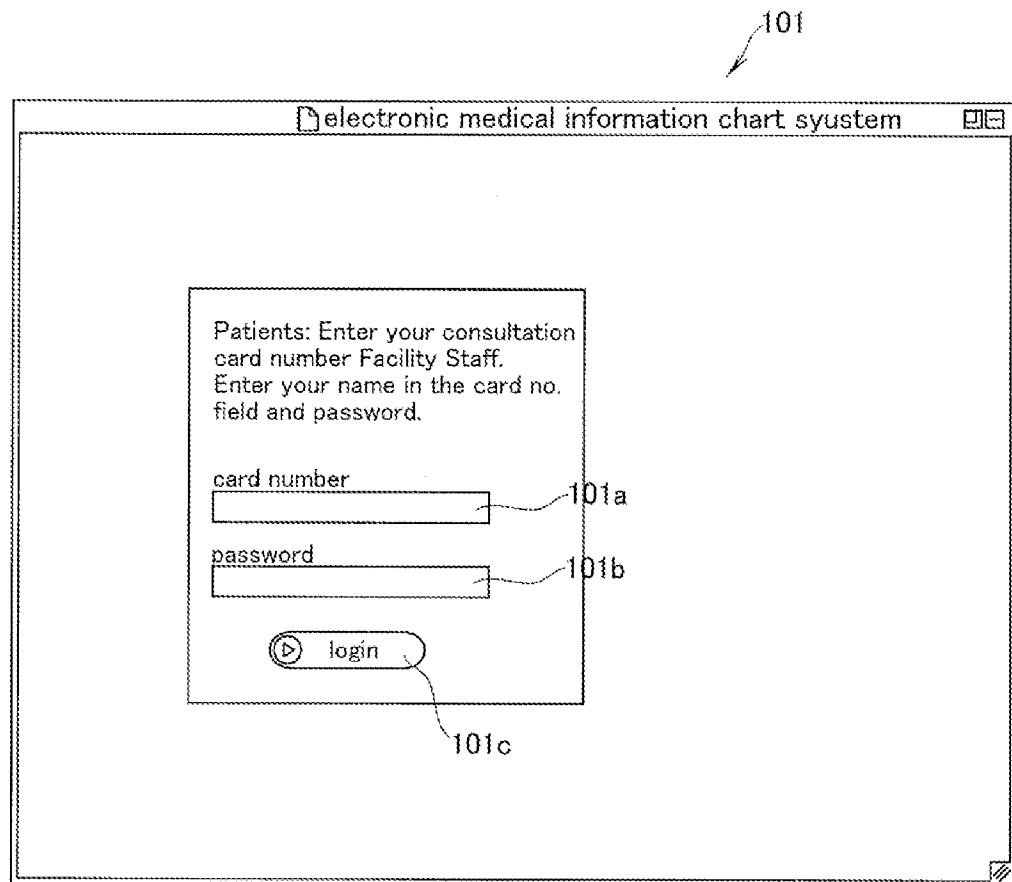 101
electronic medical information chart syustem
Patients: Enter your consultation
card number Facility Staff.
Enter your name in the card no.
field and password.
card number
101a
password
101b
login
101c